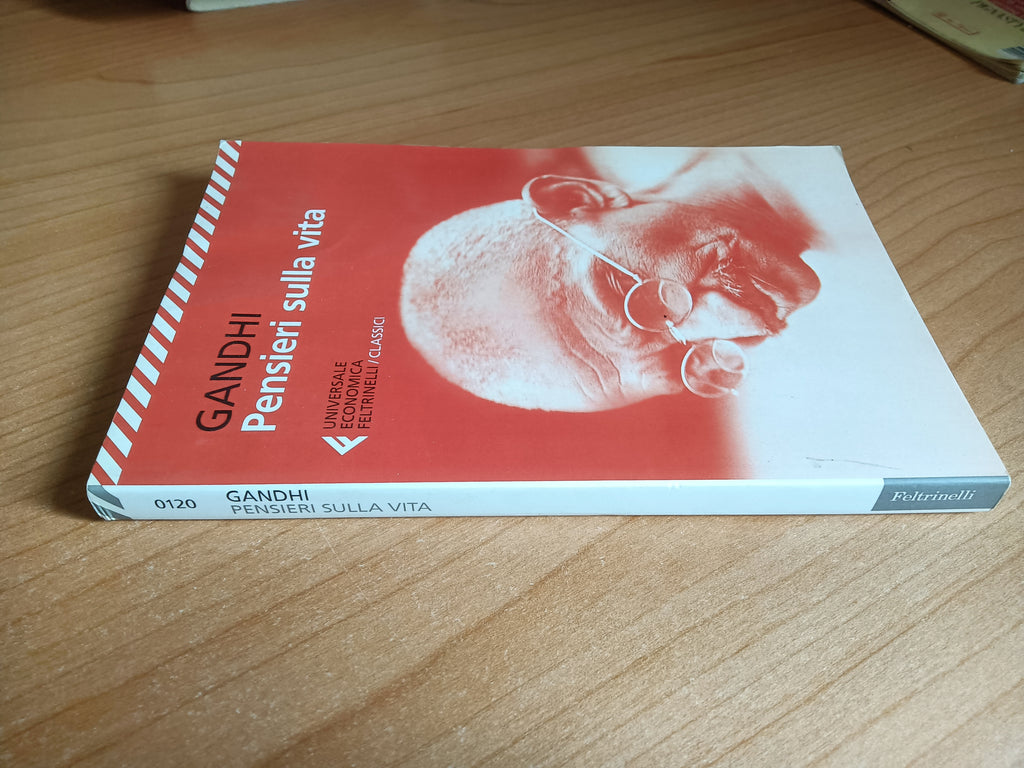 GANDHI
Pensieri sulla vita
UNIVERSALE
ECONOMICA
FELTRINELLI / CLASSICI
0120
GANDHI
PENSIERI SULLA VITA
Feltrinelli